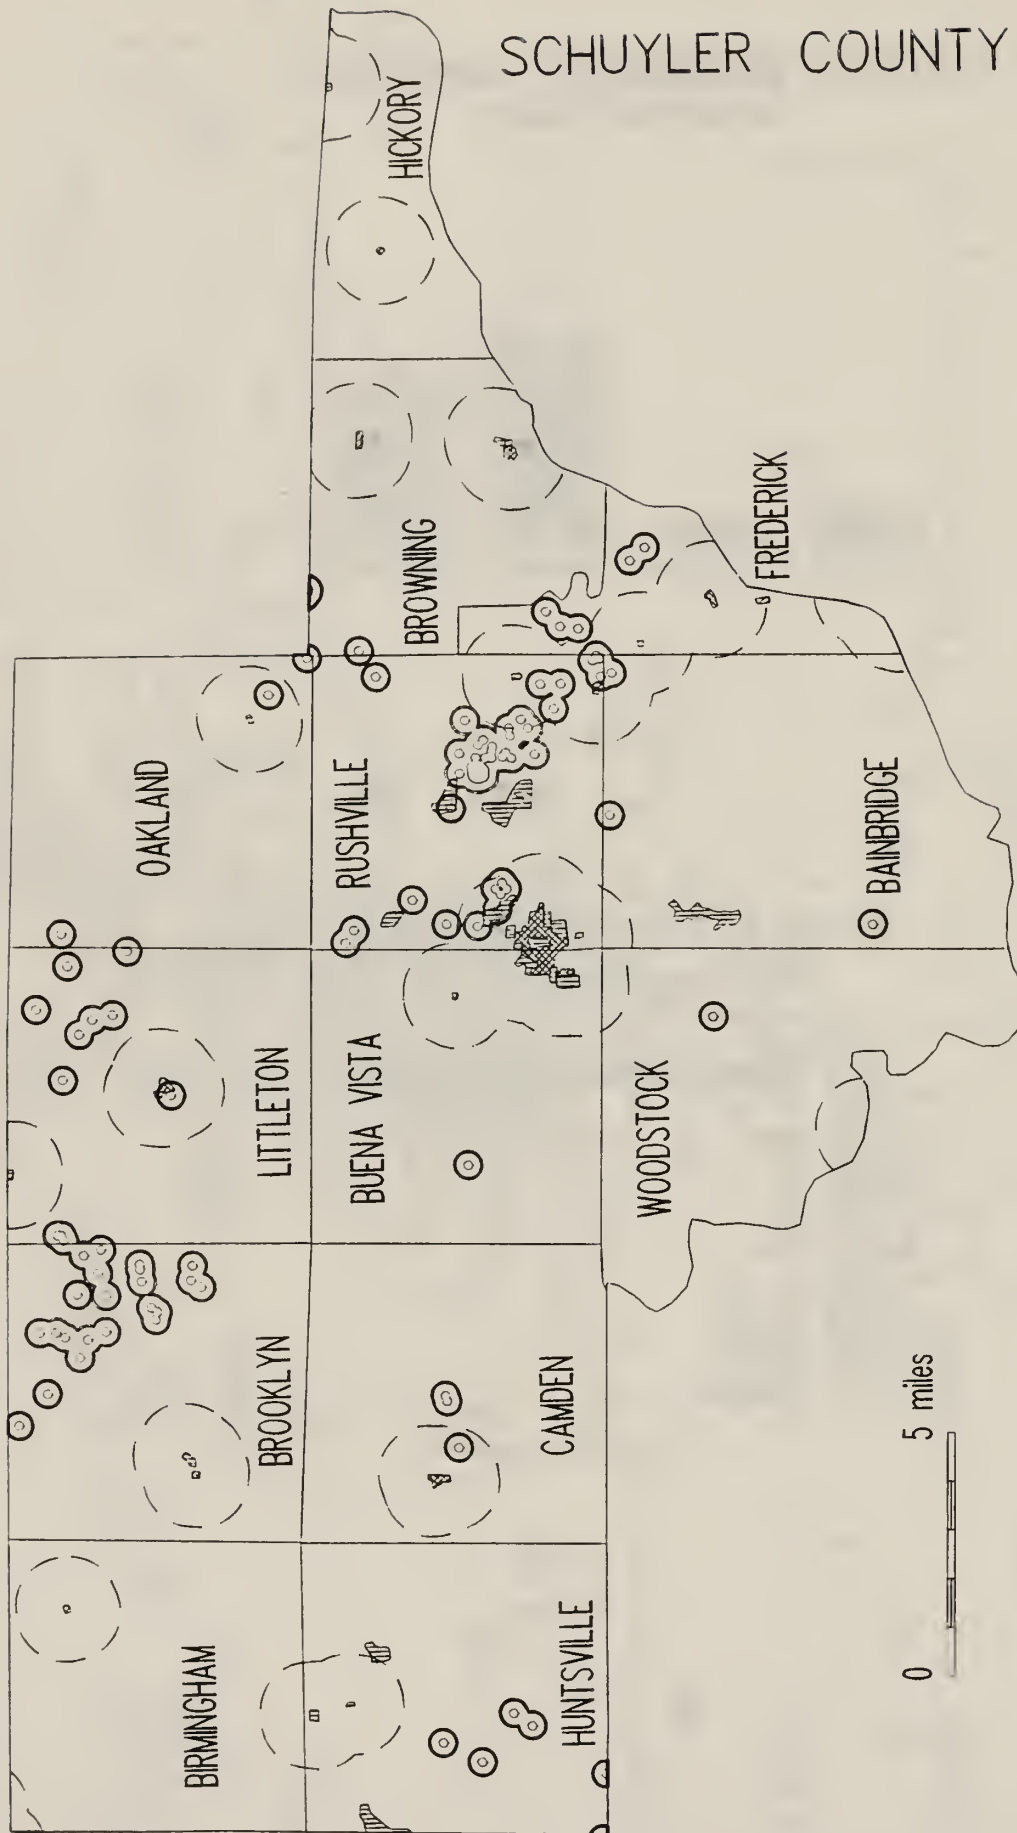 SCHUYLER COUNTY
HICKORY
BROWNING
FREDERICK
OAKLAND
RUSHVILLE
BAINBRIDGE
LITTLETON
BUENA VISTA
WOODSTOCK
BROOKLYN
CAMDEN
BIRMINGHAM
HUNTSVILLE
0 5 miles